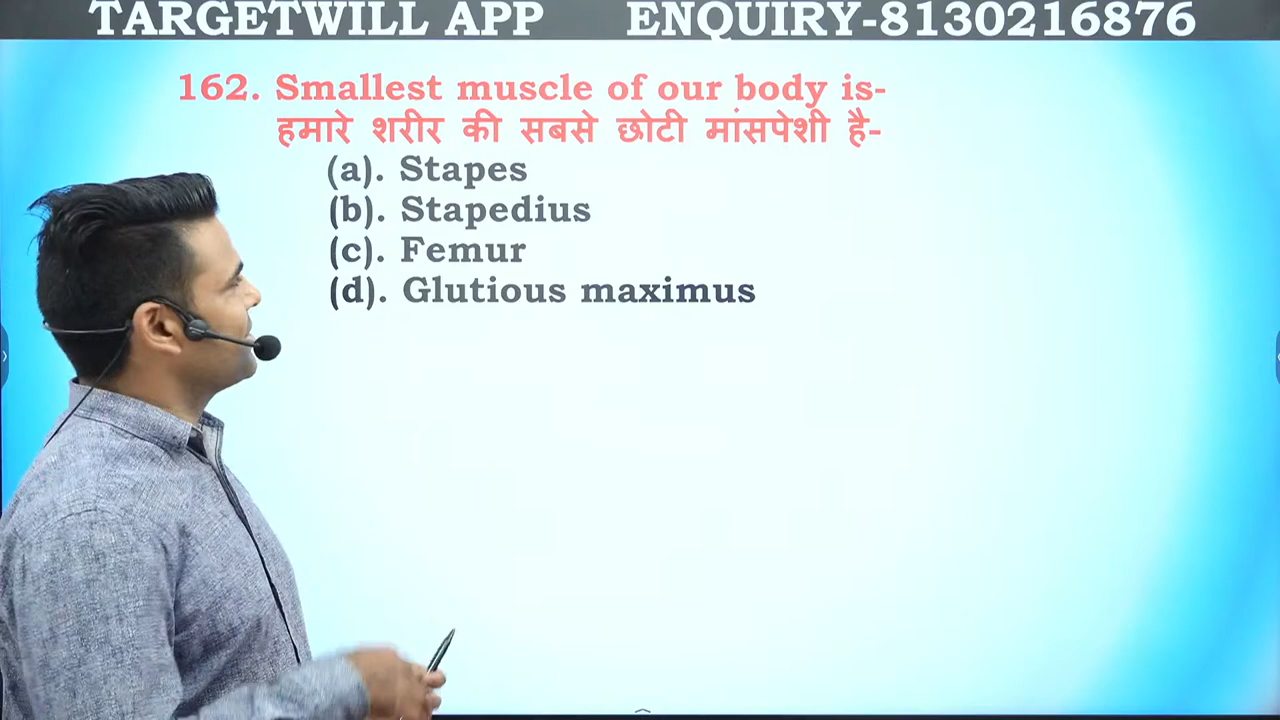 TARGETWILL APP ENQUIRY-8130216876
162. Smallest muscle of our body is-
हमारे शरीर की सबसे छोटी मांसपेशी है-
(a). Stapes
(b). Stapedius
(c). Femur
(d). Glutious maximus